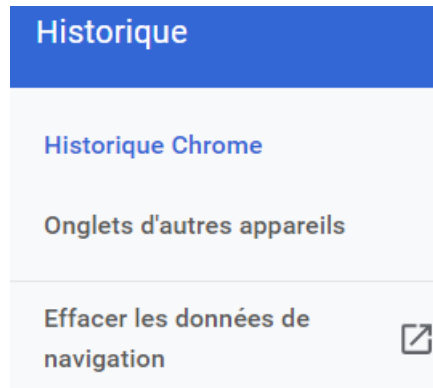 Historique
Historique Chrome
Onglets d'autres appareils
Effacer les données de
navigation